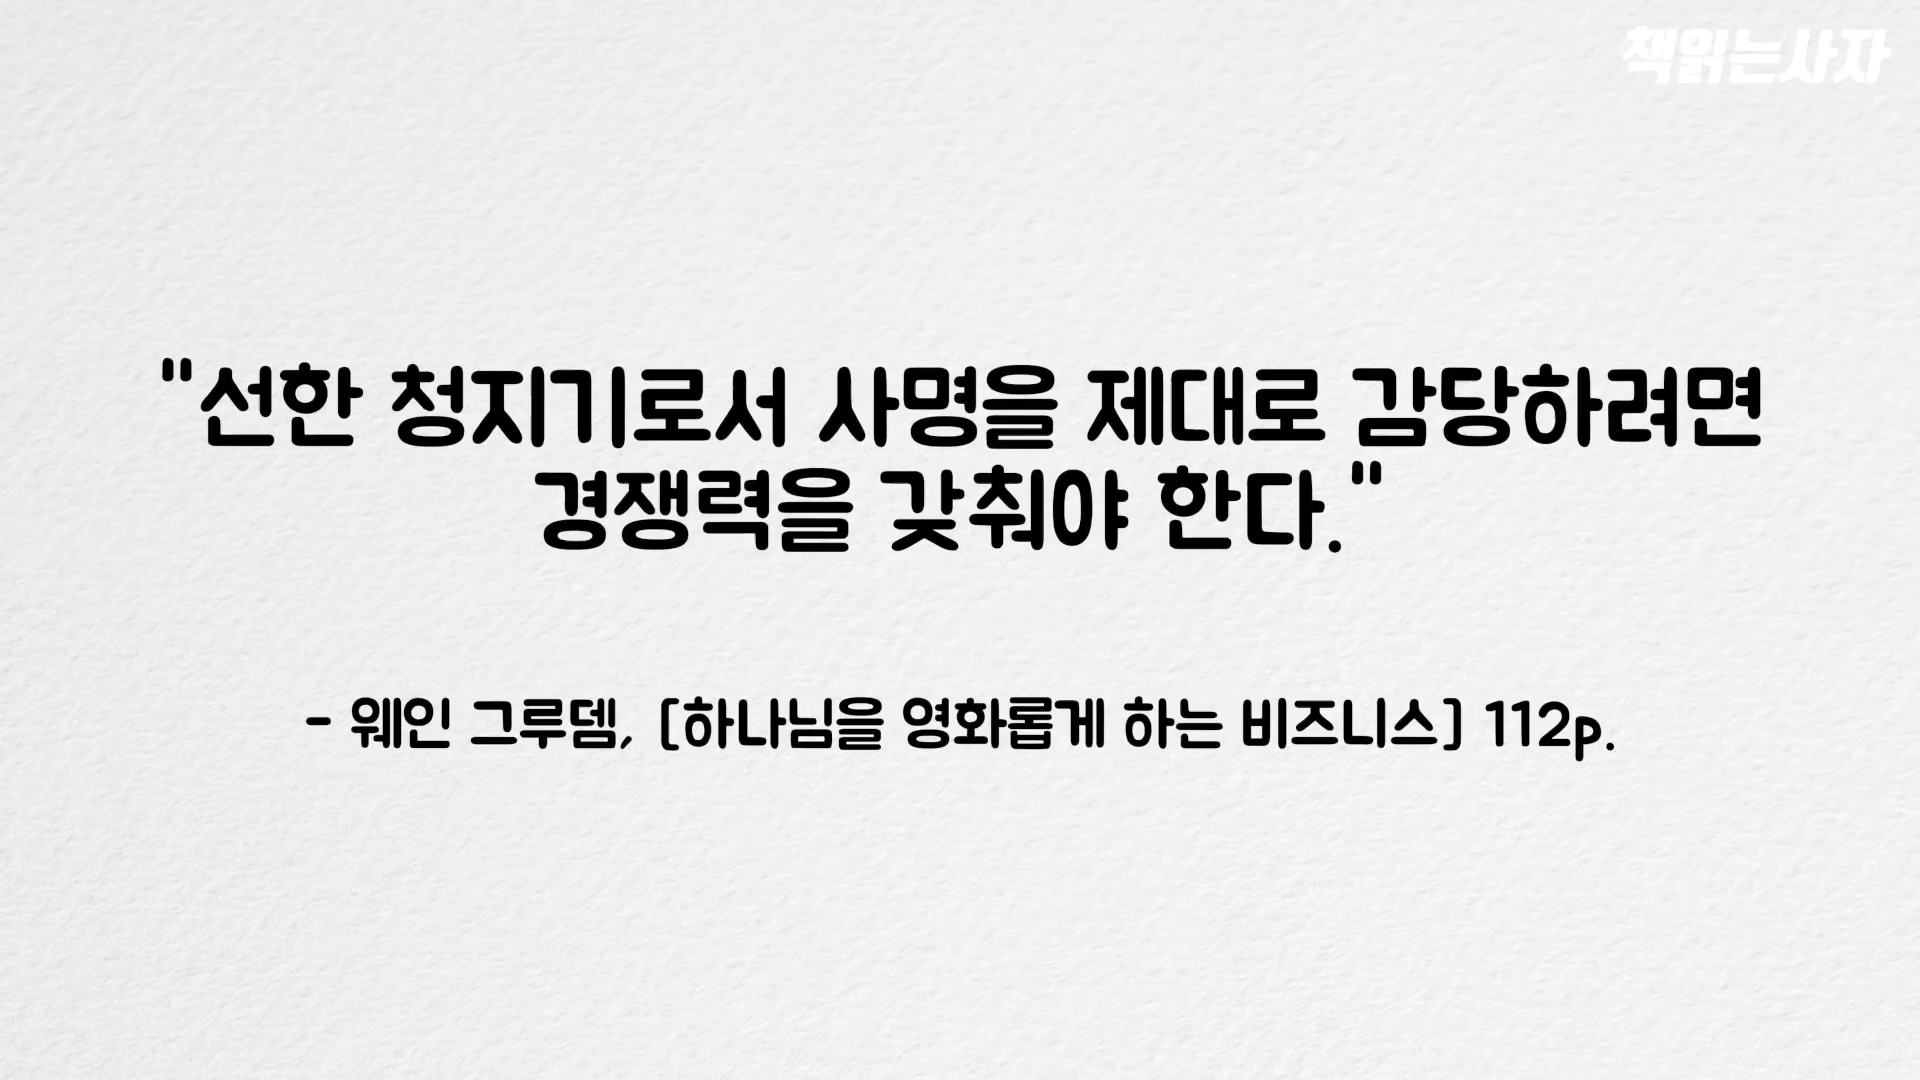 책읽는사자
"선한 청지기로서 사명을 제대로 감당하려면
경쟁력을 갖춰야 한다."
- 웨인 그루뎀, [하나님을 영화롭게 하는 비즈니스] 112p.